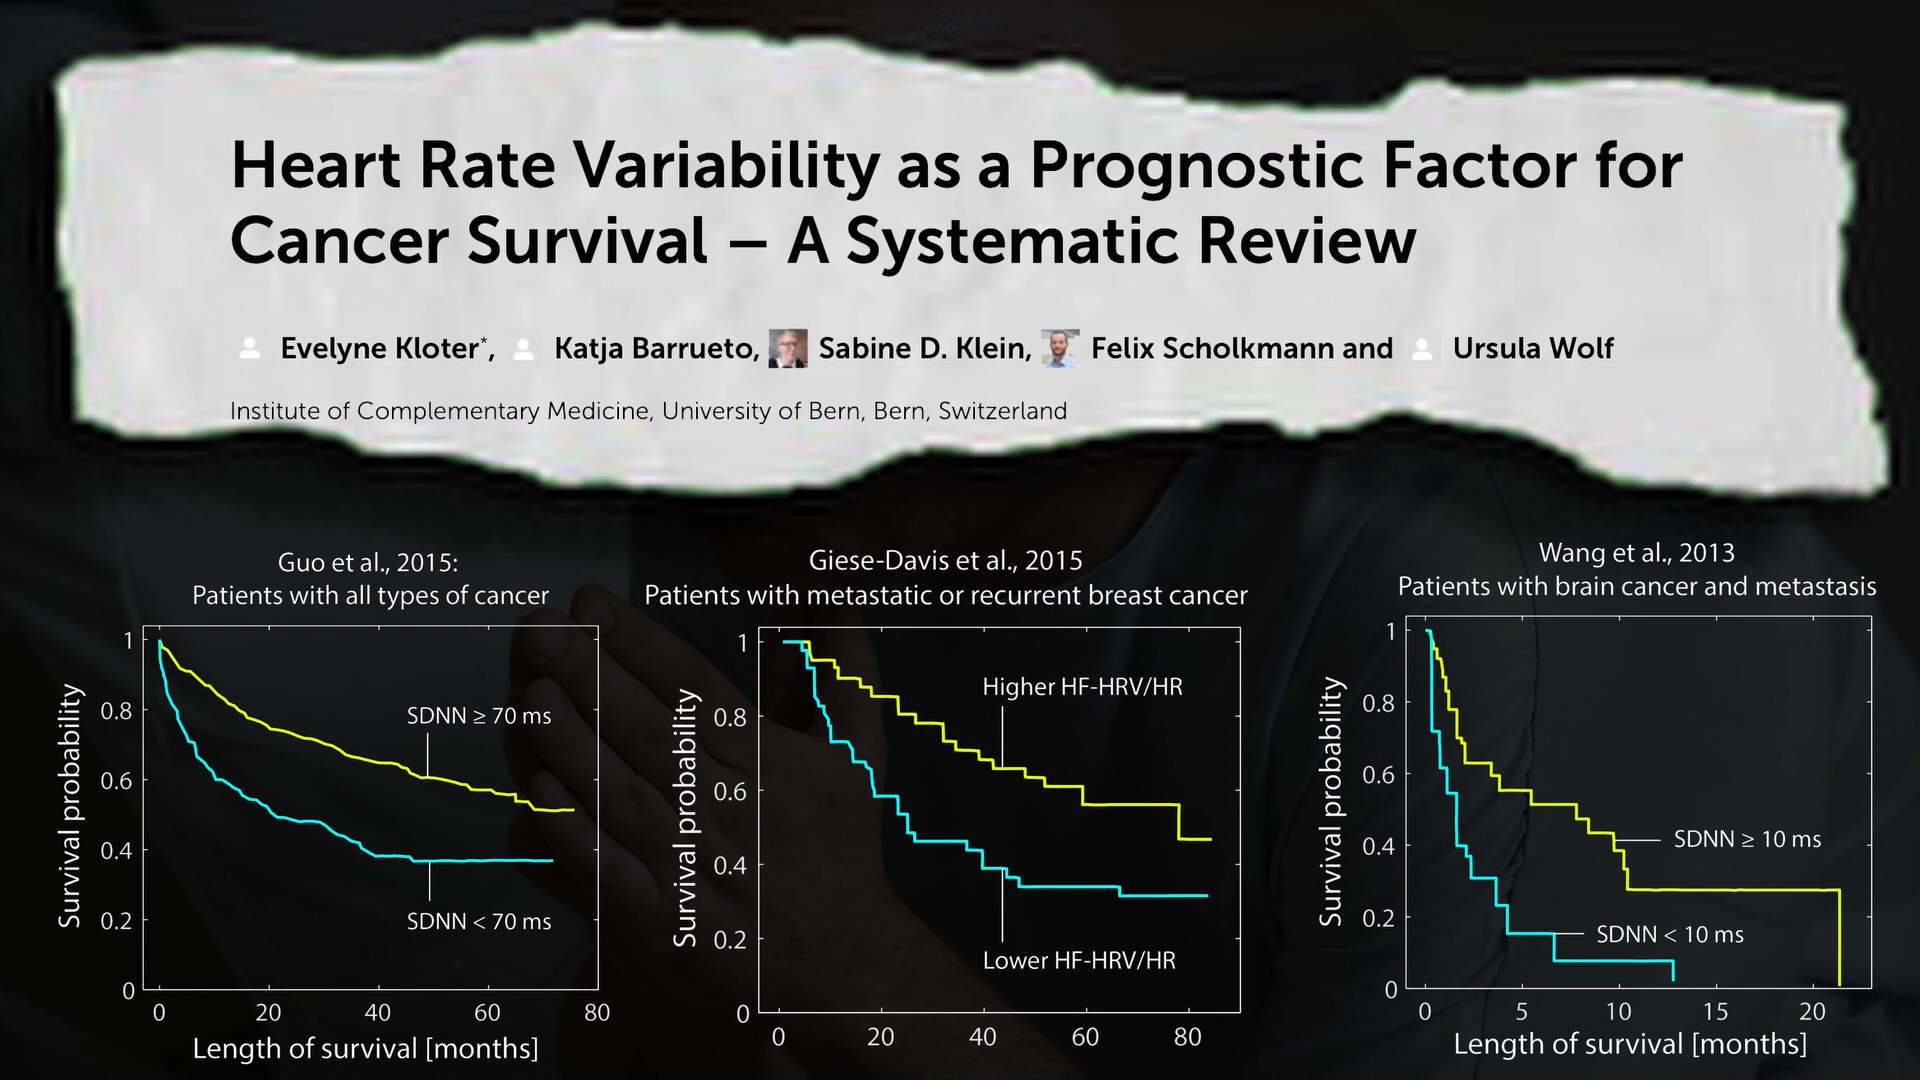 Heart Rate Variability as a Prognostic Factor for
Cancer Survival – A Systematic Review
Evelyne Kloter*, Katja Barrueto, Sabine D. Klein, Felix Scholkmann and Ursula Wolf
Institute of Complementary Medicine, University of Bern, Bern, Switzerland
Guo et al., 2015:
Patients with all types of cancer
Survival probability
1
0.8
0.6
0.4
0.2
0
SDNN ≥ 70 ms
SDNN < 70 ms
0 20 40 60 80
Length of survival [months]
Giese-Davis et al., 2015
Patients with metastatic or recurrent breast cancer
Survival probability
1
0.8
0.6
0.4
0.2
0
Higher HF-HRV/HR
Lower HF-HRV/HR
0 20 40 60 80
Wang et al., 2013
Patients with brain cancer and metastasis
Survival probability
1
0.8
0.6
0.4
0.2
0
SDNN ≥ 10 ms
SDNN < 10 ms
0 5 10 15 20
Length of survival [months]